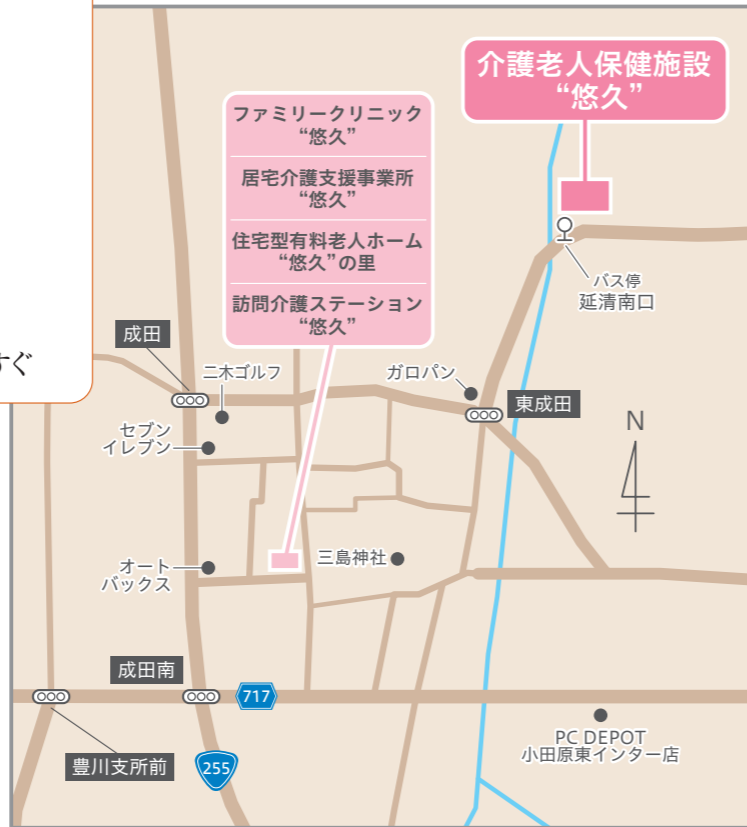 介護老人保健施設
“悠久”
ファミリークリニック
“悠久”
居宅介護支援事業所
“悠久”
住宅型有料老人ホーム
“悠久”の里
訪問介護ステーション
“悠久”
バス停
延清南口
成田
すぐ
二木ゴルフ
ガロパン
東成田
セブン
イレブン
N
オート
バックス
三島神社
成田南
717
豊川支所前
255
PC DEPOT
小田原東インター店